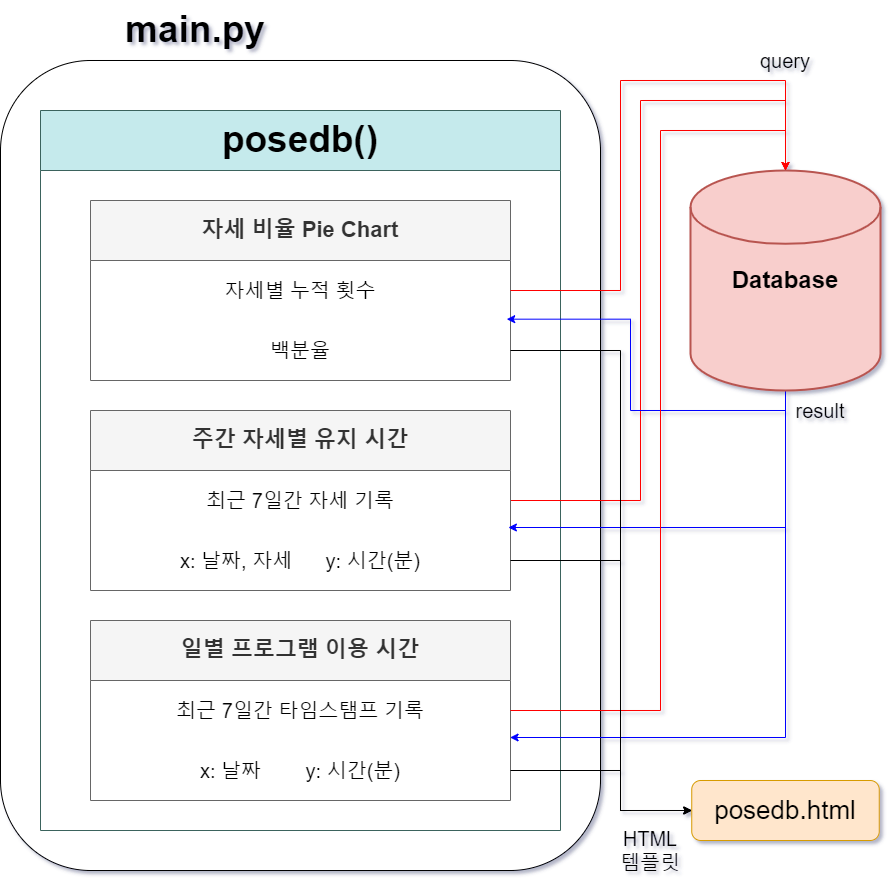 main.py
query
posedb()
자세 비율 Pie Chart
자세별 누적 횟수
백분율
Database
result
주간 자세별 유지 시간
최근 7일간 자세 기록
x: 날짜, 자세 y: 시간(분)
일별 프로그램 이용 시간
최근 7일간 타임스탬프 기록
x: 날짜 y: 시간(분)
posedb.html
HTML
템플릿